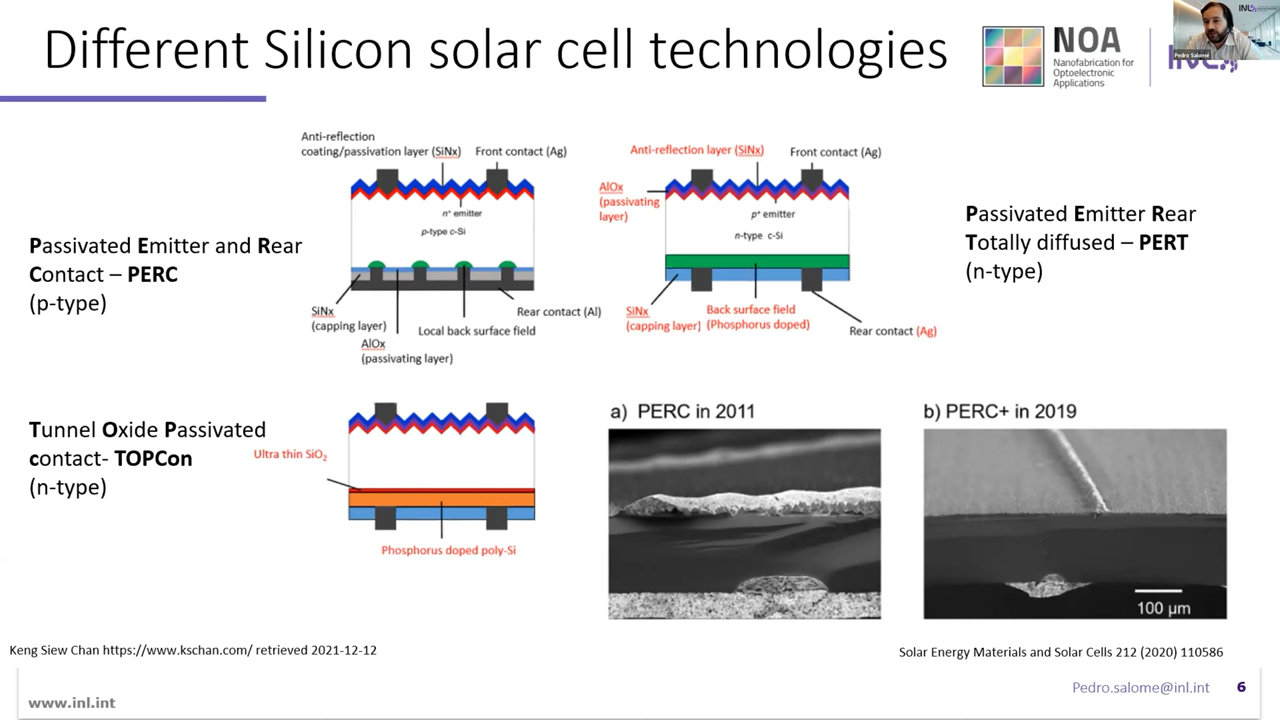 Different Silicon solar cell technologies
NOA
Nanofabrication for
Optoelectronic
Applications
INL
Pedro Salomé
Passivated Emitter and Rear
Contact – PERC
(p-type)
Anti-reflection
coating/passivation layer (SiNx)
Front contact (Ag)
n+ emitter
p-type c-Si
SiNx
(capping layer)
AlOx
(passivating layer)
Local back surface field
Rear contact (Al)
Anti-reflection layer (SiNx)
Front contact (Ag)
AlOx
(passivating
layer)
p+ emitter
n-type c-Si
SiNx
(capping layer)
Back surface field
(Phosphorus doped)
Rear contact (Ag)
Passivated Emitter Rear
Totally diffused – PERT
(n-type)
Tunnel Oxide Passivated
contact- TOPCon
(n-type)
Ultra thin SiO2
Phosphorus doped poly-Si
a) PERC in 2011
b) PERC+ in 2019
100 µm
Keng Siew Chan https://www.kschan.com/ retrieved 2021-12-12
Solar Energy Materials and Solar Cells 212 (2020) 110586
www.inl.int
Pedro.salome@inl.int
6